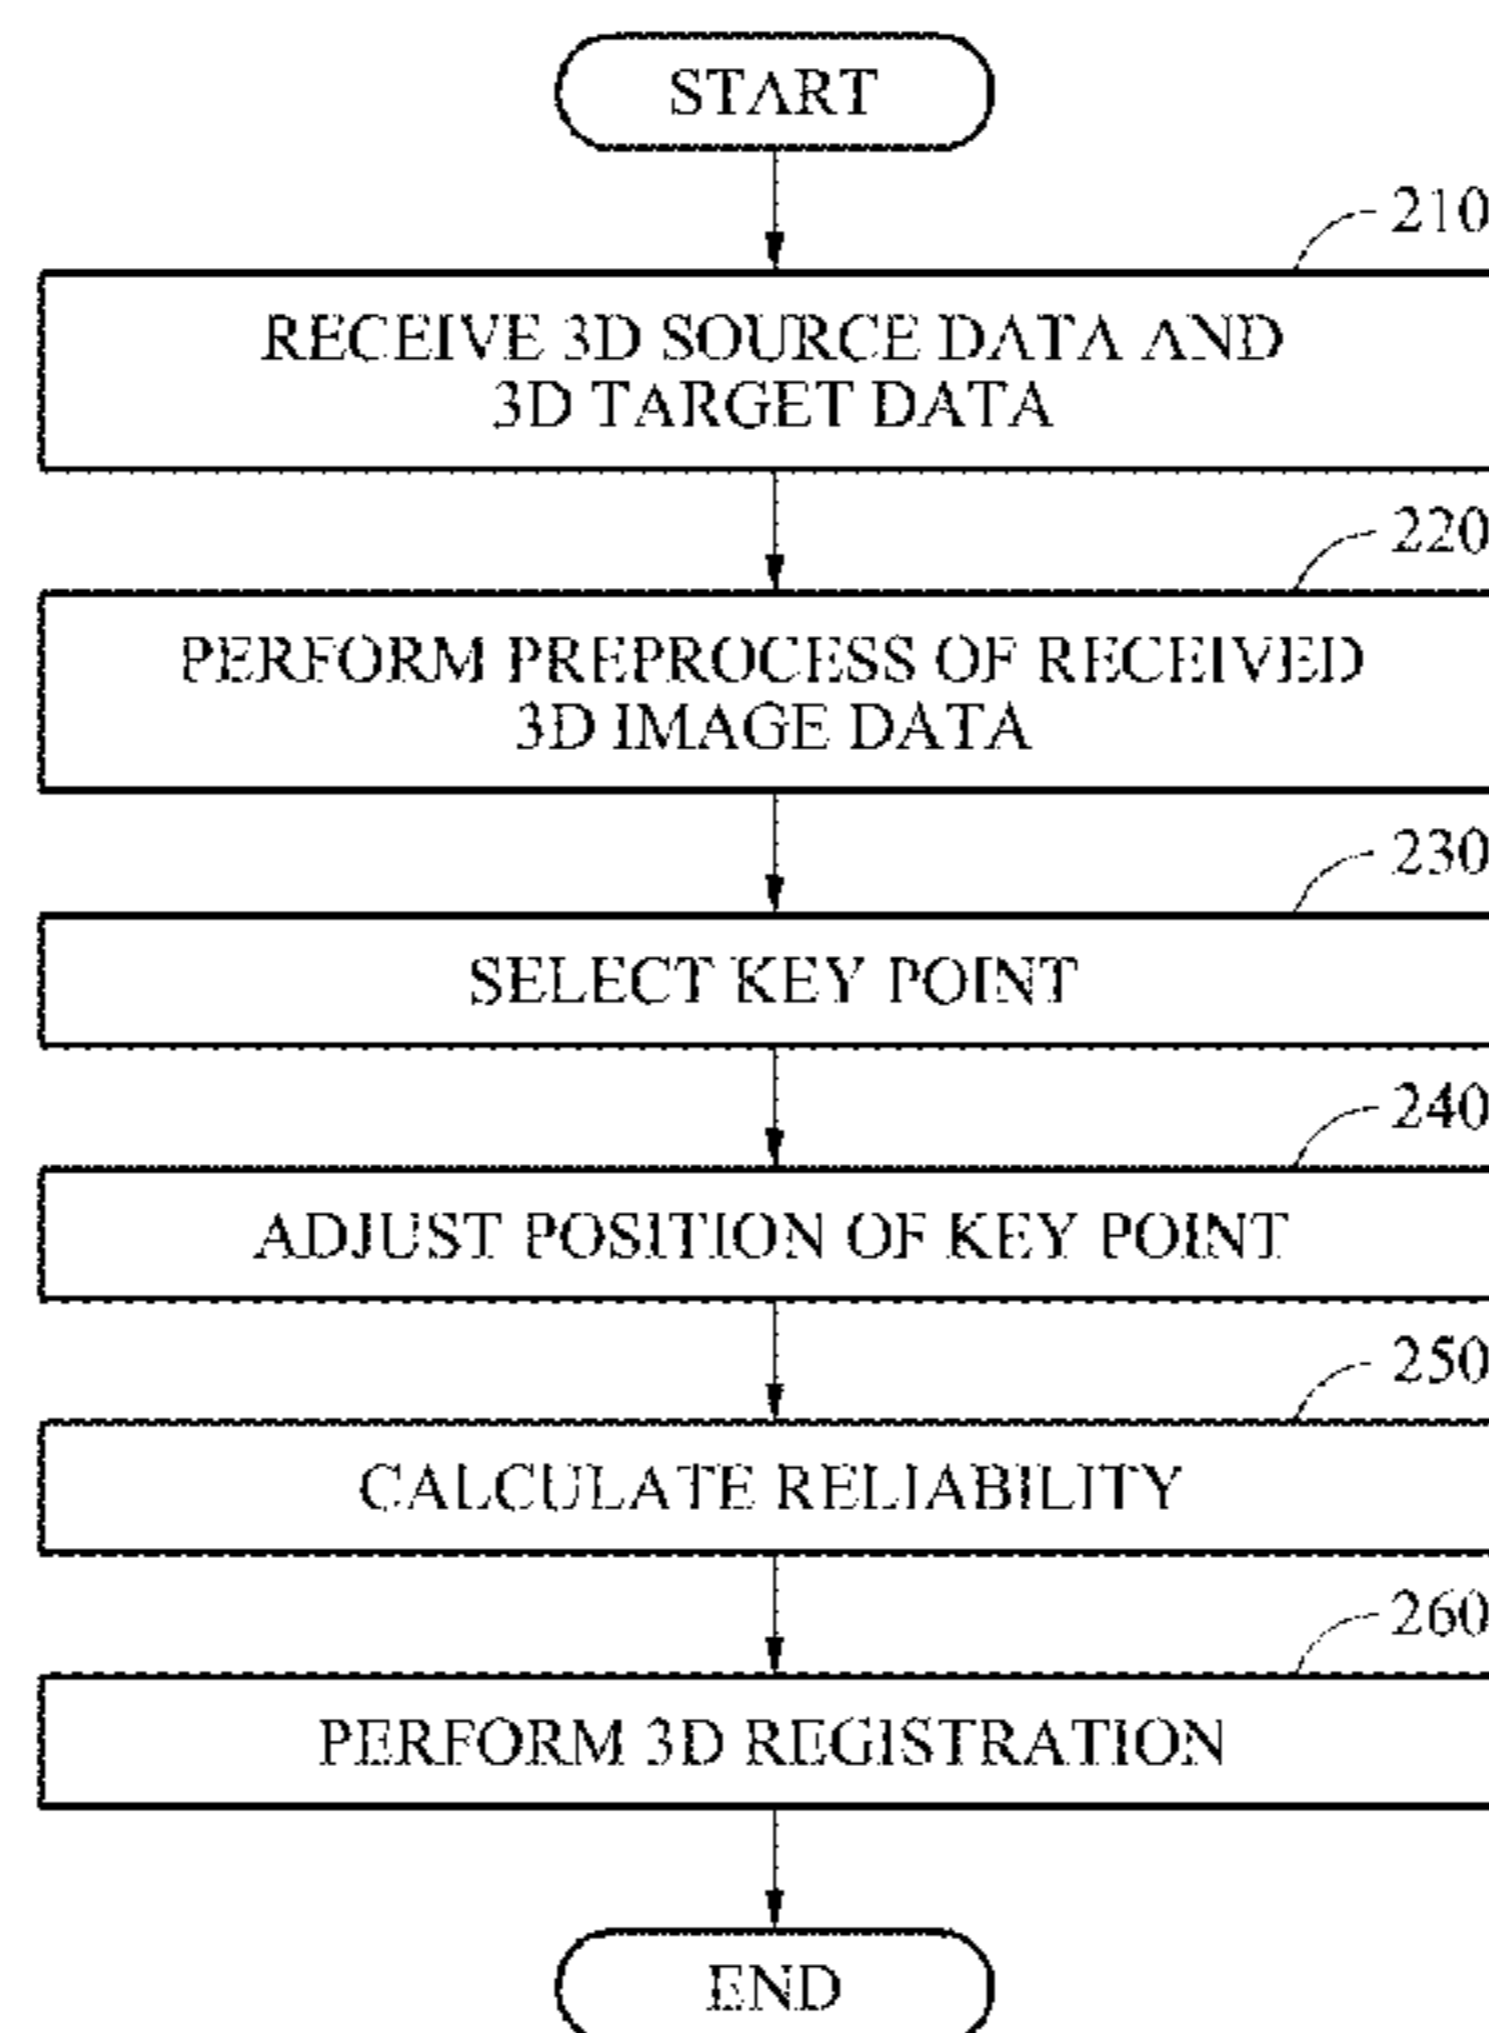 START
210
RECEIVE 3D SOURCE DATA AND
3D TARGET DATA
220
PERFORM PREPROCESS OF RECEIVED
3D IMAGE DATA
230
SELECT KEY POINT
240
ADJUST POSITION OF KEY POINT
250
CALCULATE RELIABILITY
260
PERFORM 3D REGISTRATION
END